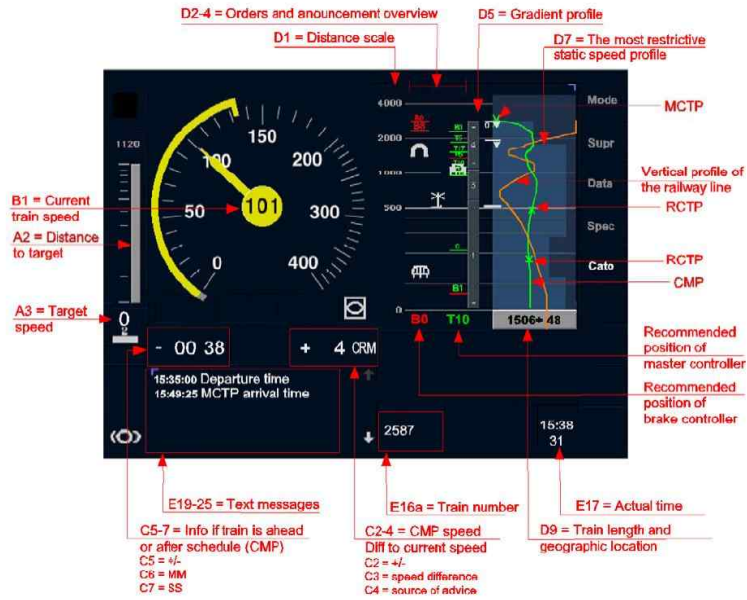 D2-4 = Orders and anouncement overview
D5 = Gradient profile
D1 = Distance scale
D7 = The most restrictive
static speed profile
MCTP
Vertical profile of
the railway line
RCTP
RCTP
CMP
B1 = Current
train speed
A2 = Distance
to target
A3 = Target
speed
1120
0
50
100
150
200
300
400
0
101
4000
2000
1000
500
0
B1
Mode
Supr
Data
Spec
Cato
B0
T10
1506+ 48
- 00 38
+ 4 CRM
15:35:00 Departure time
15:49:25 MCTP arrival time
2587
15:38
31
Recommended
position of
master controller
Recommended
position of
brake controller
E19-25 = Text messages
E16a = Train number
E17 = Actual time
C5-7 = Info if train is ahead
or after schedule (CMP)
C5 = +/-
C6 = MM
C7 = SS
C2-4 = CMP speed
Diff to current speed
C2 = +/-
C3 = speed difference
C4 = source of advice
D9 = Train length and
geographic location